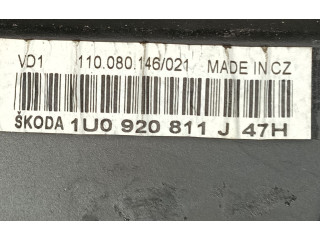 VD1 110.080.146/021 MADE IN CZ
ŠKODA 1U0 920 811 J 47H